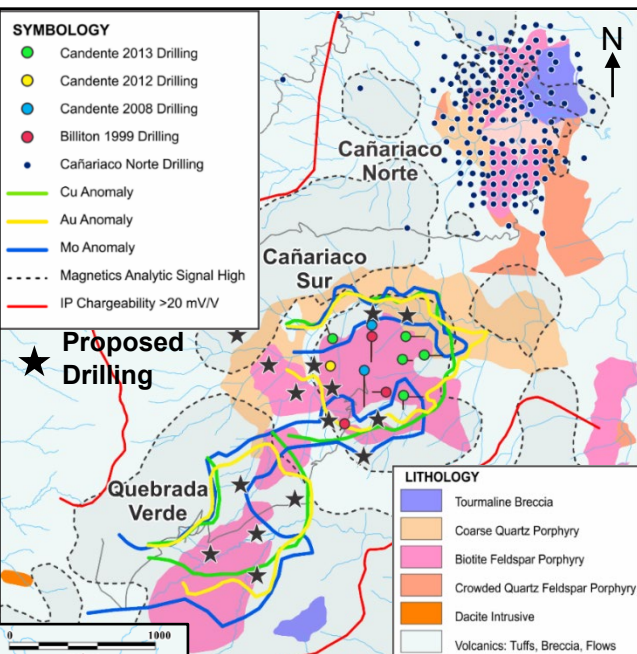 SYMBOLOGY
Candente 2013 Drilling
Candente 2012 Drilling
Candente 2008 Drilling
Billiton 1999 Drilling
Cañariaco Norte Drilling
Cu Anomaly
Au Anomaly
Mo Anomaly
Magnetics Analytic Signal High
IP Chargeability >20 mV/V
N
Cañariaco
Norte
Cañariaco
Sur
Proposed
Drilling
Quebrada
Verde
LITHOLOGY
Tourmaline Breccia
Coarse Quartz Porphyry
Biotite Feldspar Porphyry
Crowded Quartz Feldspar Porphyry
Dacite Intrusive
Volcanics: Tuffs, Breccia, Flows
0 1000